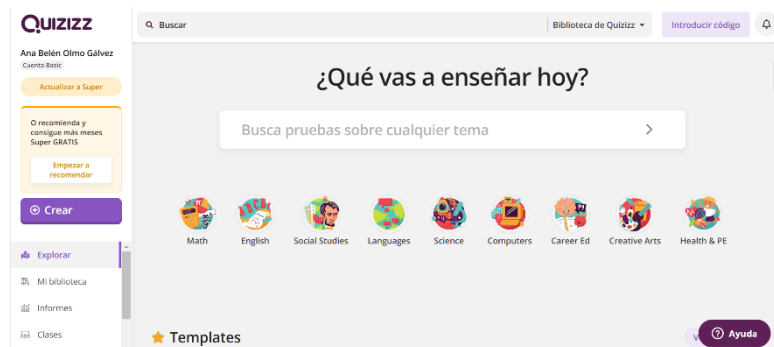 Quizizz
Ana Belén Olmo Gálvez
Cuenta Basic
Actualizar a Super
O recomienda y
consigue más meses
Super GRATIS
Empezar a
recomendar
Crear
Explorar
Mi biblioteca
Informes
Clases
Buscar
Biblioteca de Quizizz
Introducir código
¿Qué vas a enseñar hoy?
Busca pruebas sobre cualquier tema
Math
English
Social Studies
Languages
Science
Computers
Career Ed
Creative Arts
Health & PE
Templates
Ayuda